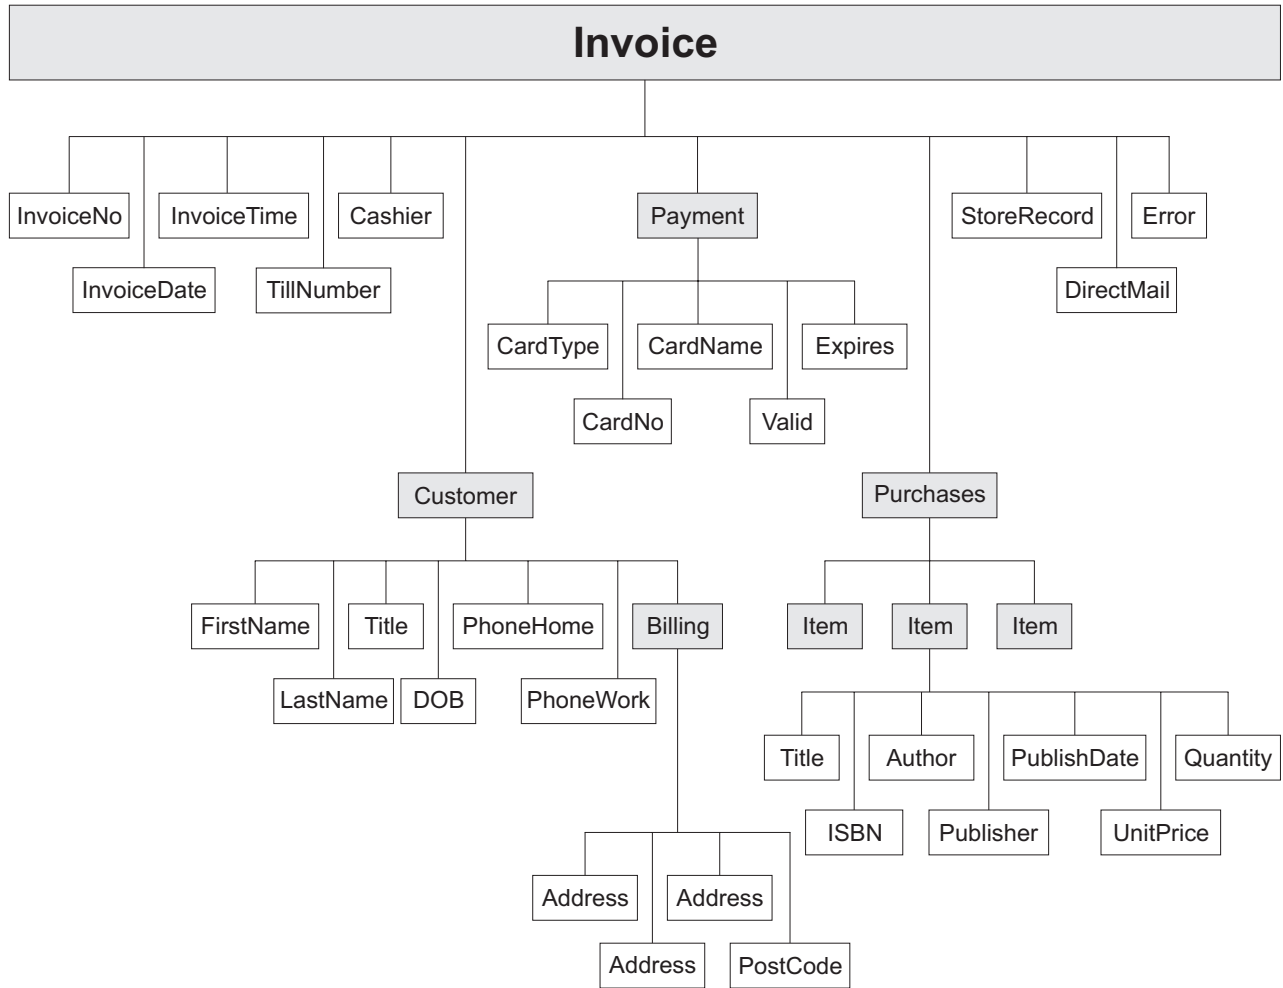 Invoice
InvoiceNo
InvoiceTime
Cashier
Payment
StoreRecord
Error
InvoiceDate
TillNumber
DirectMail
CardType
CardName
Expires
CardNo
Valid
Customer
Purchases
FirstName
Title
PhoneHome
Billing
Item
Item
Item
LastName
DOB
PhoneWork
Title
Author
PublishDate
Quantity
ISBN
Publisher
UnitPrice
Address
Address
Address
PostCode